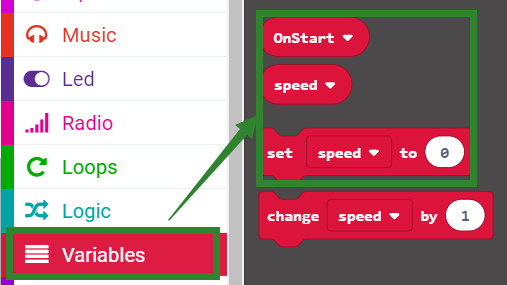 Music
Led
Radio
Loops
Logic
Variables
OnStart
speed
set speed to 0
change speed by 1